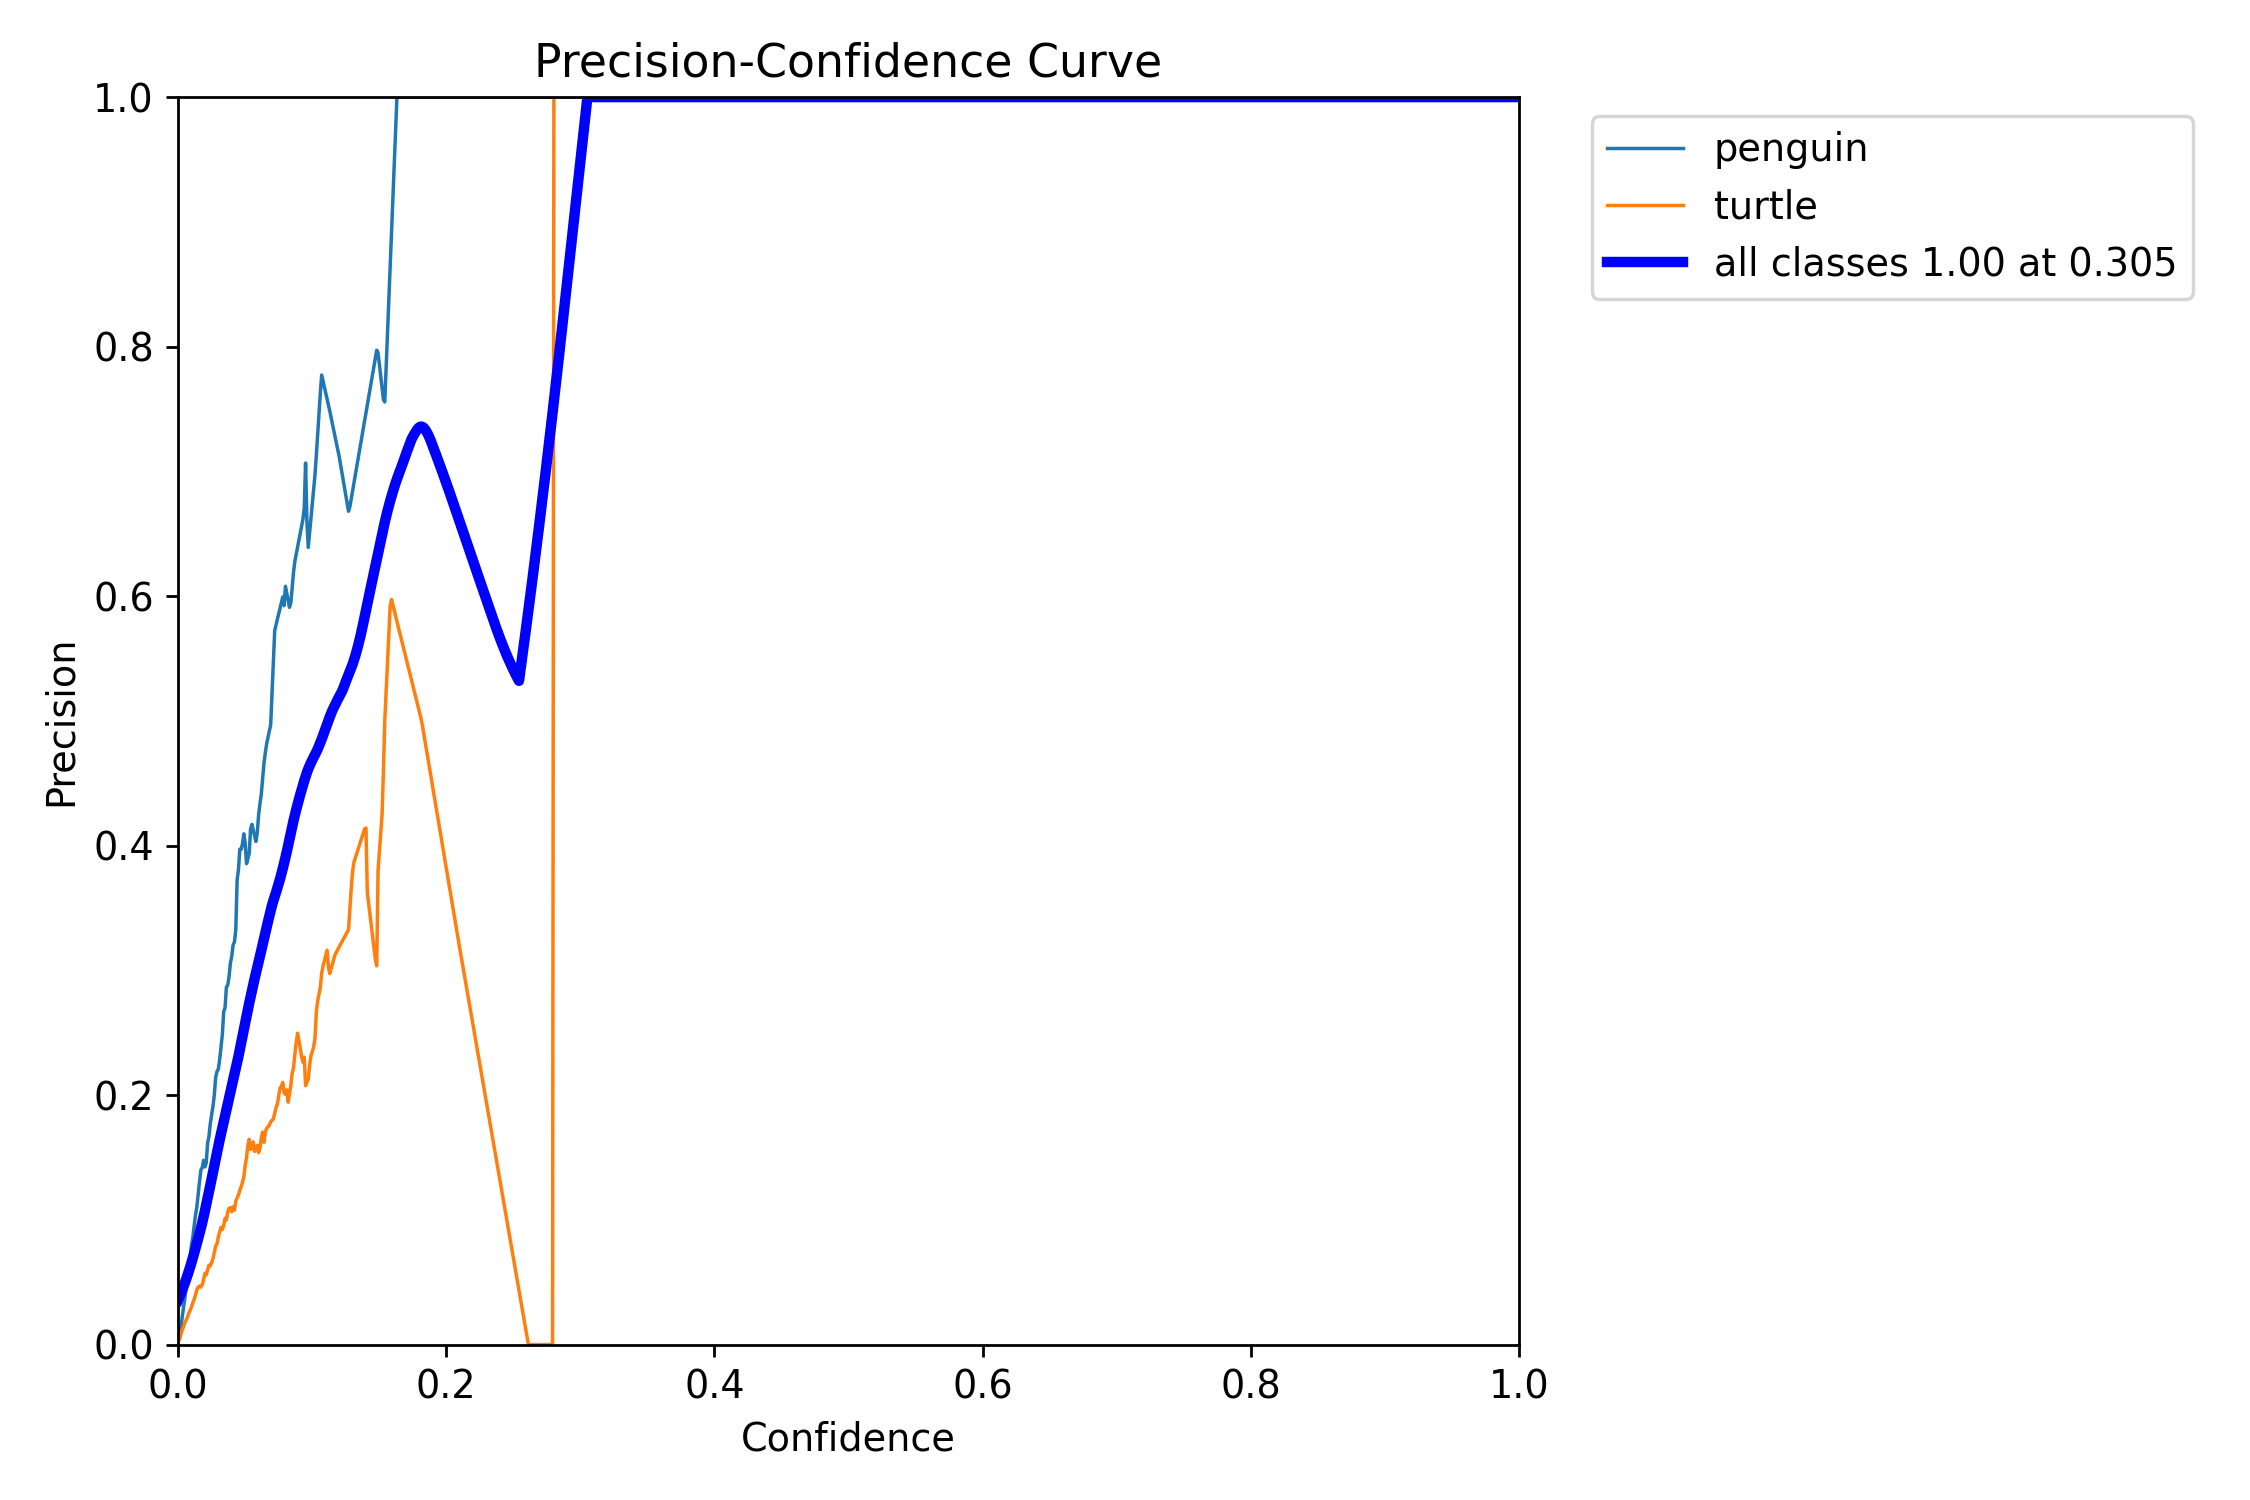 Precision-Confidence Curve
penguin
turtle
all classes 1.00 at 0.305
Precision
1.0
0.8
0.6
0.4
0.2
0.0
0.0 0.2 0.4 0.6 0.8 1.0
Confidence